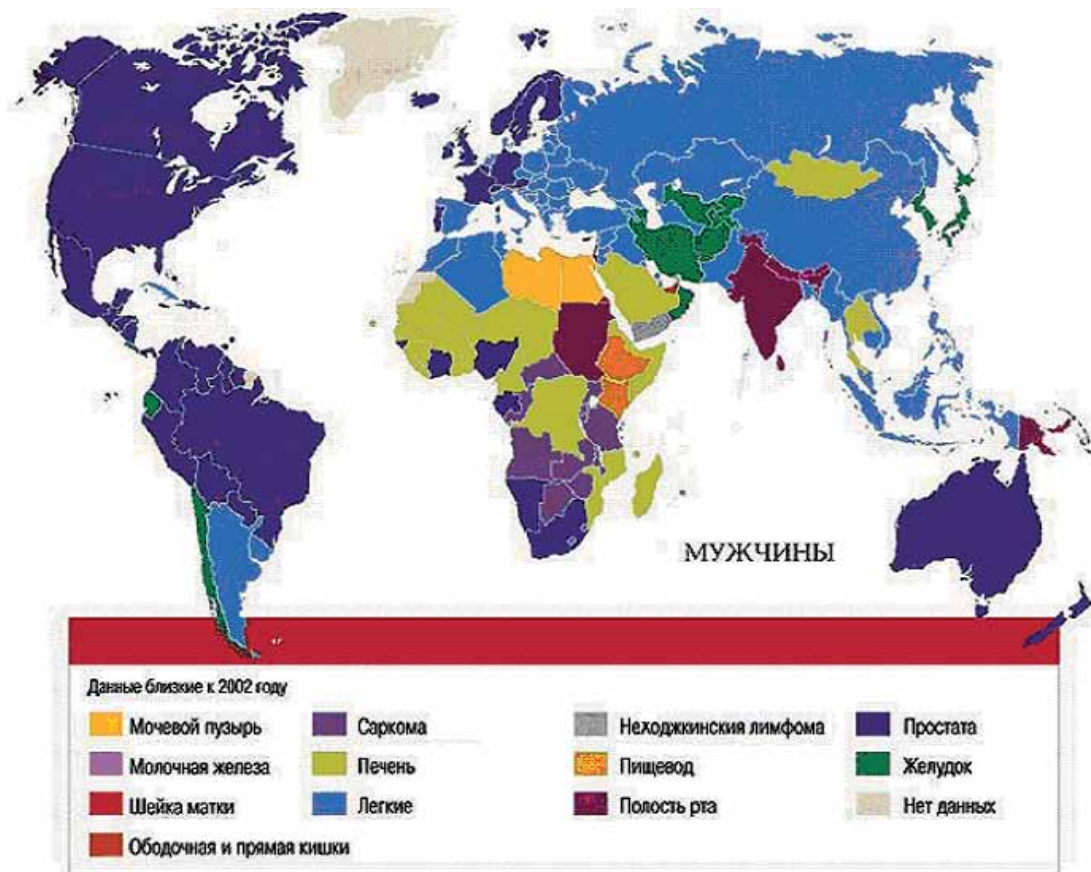 МУЖЧИНЫ
Данные близкие к 2002 году
Мочевой пузырь
Саркома
Неходжкинския лимфома
Простата
Молочная железа
Печень
Пищевод
Желудок
Шейка матки
Легкие
Полость рта
Нет данных
Ободочная и прямая кишки